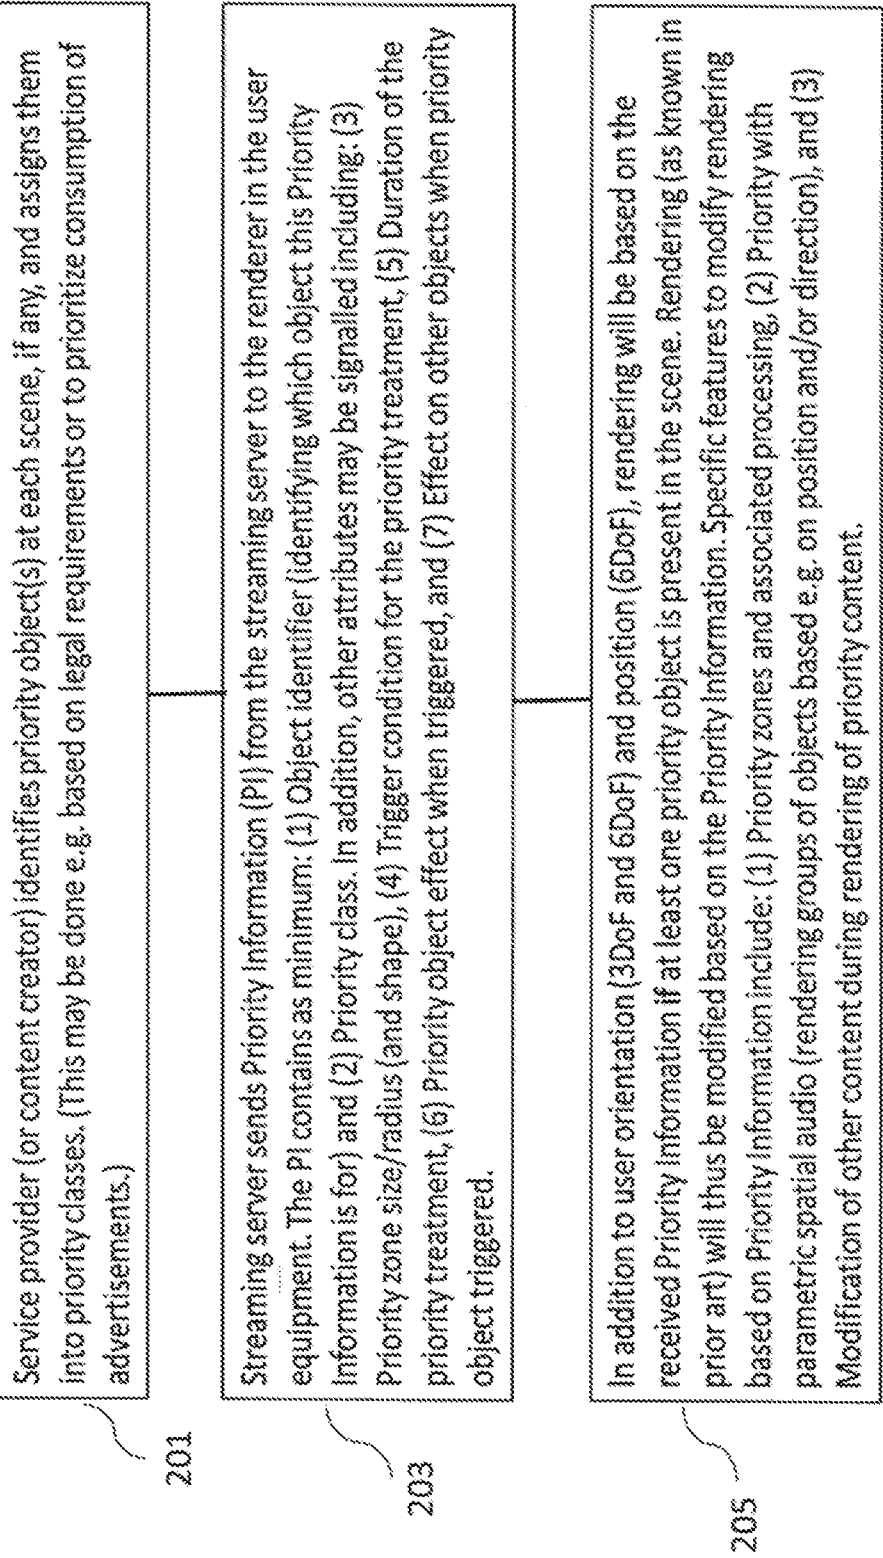 Service provider (or content creator) identifies priority object(s) at each scene, if any, and assigns them
into priority classes. (This may be done e.g. based on legal requirements or to prioritize consumption of
advertisements.)
201
Streaming server sends Priority Information (PI) from the streaming server to the renderer in the user
equipment. The PI contains as minimum: (1) Object identifier (identifying which object this Priority
Information is for) and (2) Priority class. In addition, other attributes may be signalled including: (3)
Priority zone size/radius (and shape), (4) Trigger condition for the priority treatment, (5) Duration of the
priority treatment, (6) Priority object effect when triggered, and (7) Effect on other objects when priority
object triggered.
203
In addition to user orientation (3DoF and 6DoF) and position (6DoF), rendering will be based on the
received Priority Information if at least one priority object is present in the scene. Rendering (as known in
prior art) will thus be modified based on the Priority Information. Specific features to modify rendering
based on Priority Information include: (1) Priority zones and associated processing, (2) Priority with
parametric spatial audio (rendering groups of objects based e.g. on position and/or direction), and (3)
Modification of other content during rendering of priority content.
205